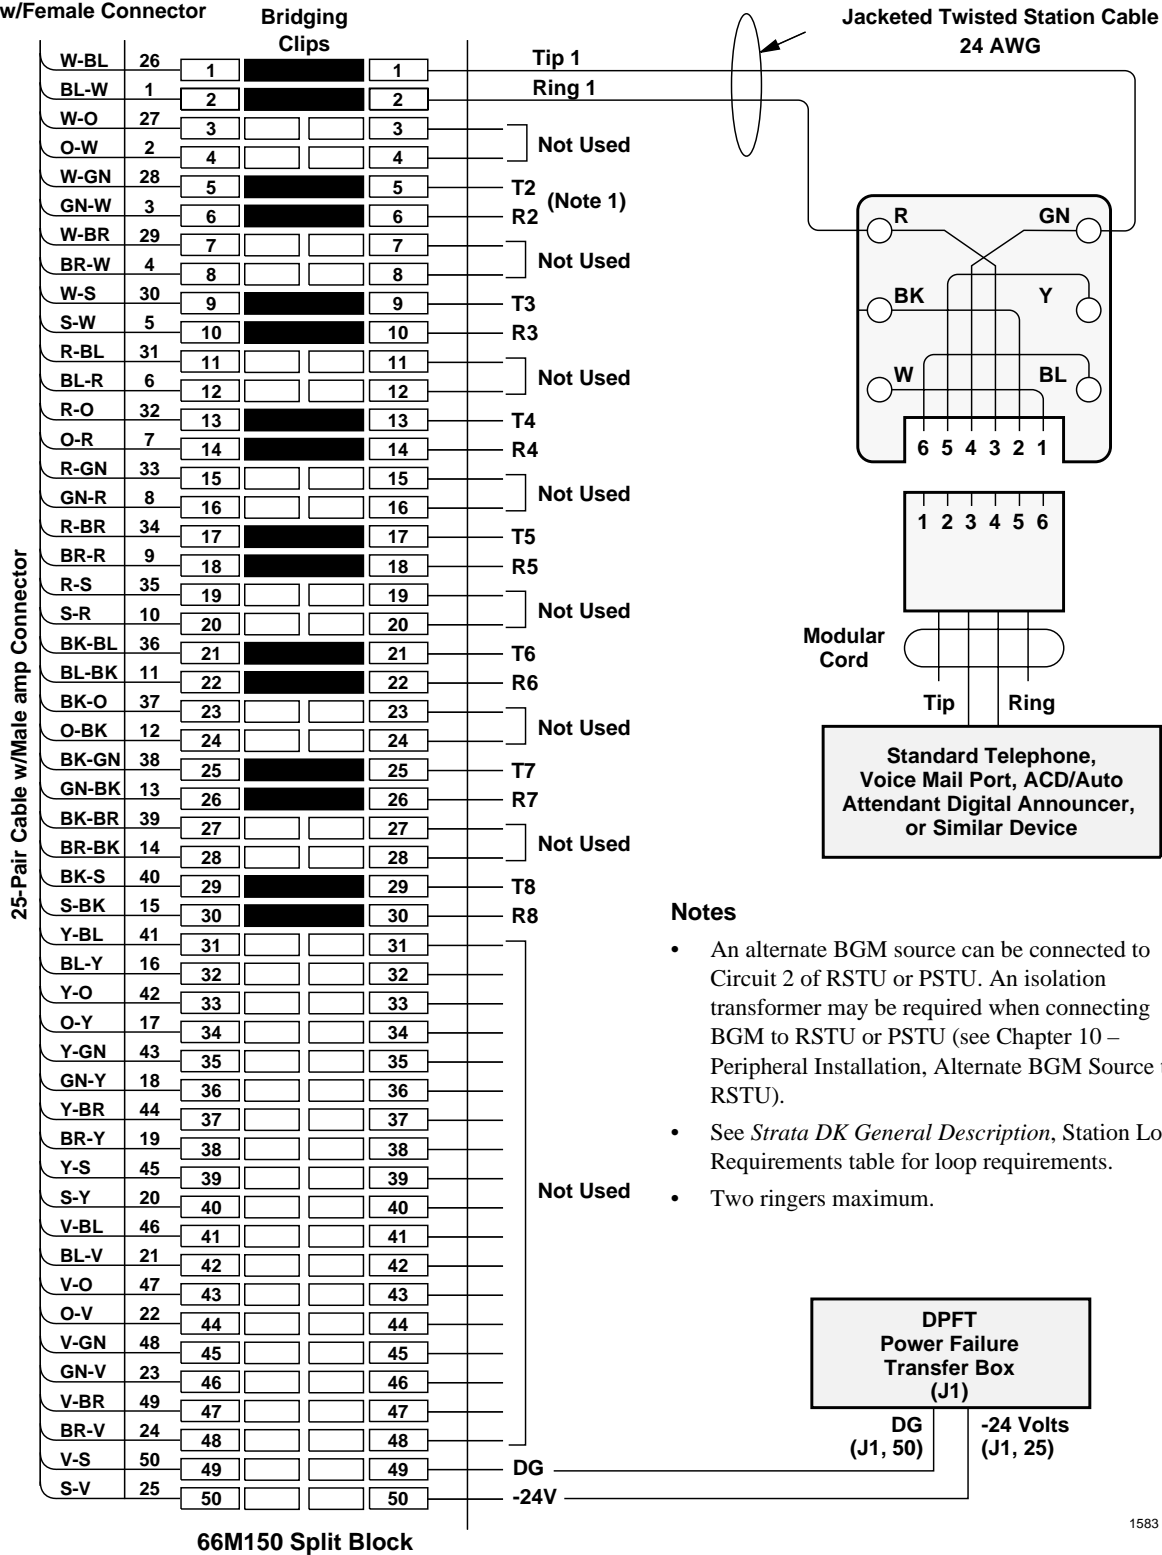 w/Female Connector
Bridging
Clips
Jacketed Twisted Station Cable
24 AWG
25-Pair Cable w/Male amp Connector
W-BL 26 1 1 Tip 1
BL-W 1 2 2 Ring 1
W-O 27 3 3
O-W 2 4 4
Not Used
W-GN 28 5 5 T2
GN-W 3 6 6 R2
(Note 1)
W-BR 29 7 7
BR-W 4 8 8
Not Used
W-S 30 9 9 T3
S-W 5 10 10 R3
R-BL 31 11 11
BL-R 6 12 12
Not Used
R-O 32 13 13 T4
O-R 7 14 14 R4
R-GN 33 15 15
GN-R 8 16 16
Not Used
R-BR 34 17 17 T5
BR-R 9 18 18 R5
R-S 35 19 19
S-R 10 20 20
Not Used
BK-BL 36 21 21 T6
BL-BK 11 22 22 R6
BK-O 37 23 23
O-BK 12 24 24
Not Used
BK-GN 38 25 25 T7
GN-BK 13 26 26 R7
BK-BR 39 27 27
BR-BK 14 28 28
Not Used
BK-S 40 29 29 T8
S-BK 15 30 30 R8
Y-BL 41 31 31
BL-Y 16 32 32
Y-O 42 33 33
O-Y 17 34 34
Y-GN 43 35 35
GN-Y 18 36 36
Y-BR 44 37 37
BR-Y 19 38 38
Y-S 45 39 39
S-Y 20 40 40
Not Used
V-BL 46 41 41
BL-V 21 42 42
V-O 47 43 43
O-V 22 44 44
V-GN 48 45 45
GN-V 23 46 46
V-BR 49 47 47
BR-V 24 48 48
V-S 50 49 49 DG
S-V 25 50 50 -24V
66M150 Split Block
R GN
BK Y
W BL
6 5 4 3 2 1
1 2 3 4 5 6
Modular
Cord
Tip Ring
Standard Telephone,
Voice Mail Port, ACD/Auto
Attendant Digital Announcer,
or Similar Device
Notes
• An alternate BGM source can be connected to
Circuit 2 of RSTU or PSTU. An isolation
transformer may be required when connecting
BGM to RSTU or PSTU (see Chapter 10 –
Peripheral Installation, Alternate BGM Source
RSTU).
• See Strata DK General Description, Station Lo
Requirements table for loop requirements.
• Two ringers maximum.
DPFT
Power Failure
Transfer Box
(J1)
DG -24 Volts
(J1, 50) (J1, 25)
1583